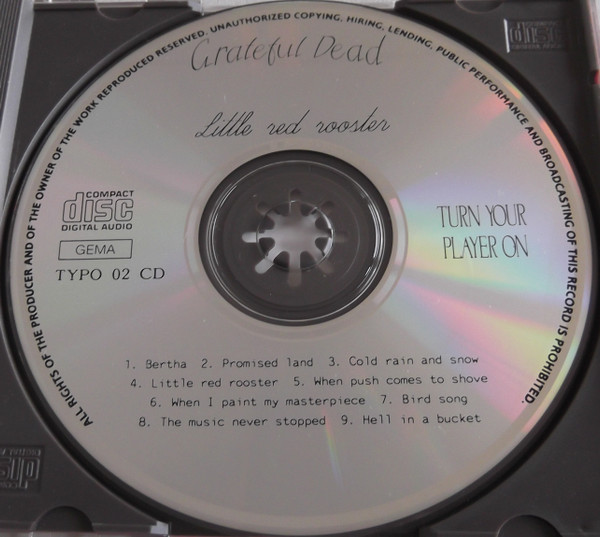 ALL RIGHTS OF THE PRODUCER AND OF THE OWNER OF THE WORK REPRODUCED RESERVED. UNAUTHORIZED COPYING, HIRING, LENDING, PUBLIC PERFORMANCE AND BROADCASTING OF THIS RECORD IS PROHIBITED.
Grateful Dead
Little red rooster
COMPACT
disc
DIGITAL AUDIO
GEMA
TYPO 02 CD
TURN YOUR
PLAYER ON
1. Bertha 2. Promised land 3. Cold rain and snow
4. Little red rooster 5. When push comes to shove
6. When I paint my masterpiece 7. Bird song
8. The music never stopped 9. Hell in a bucket